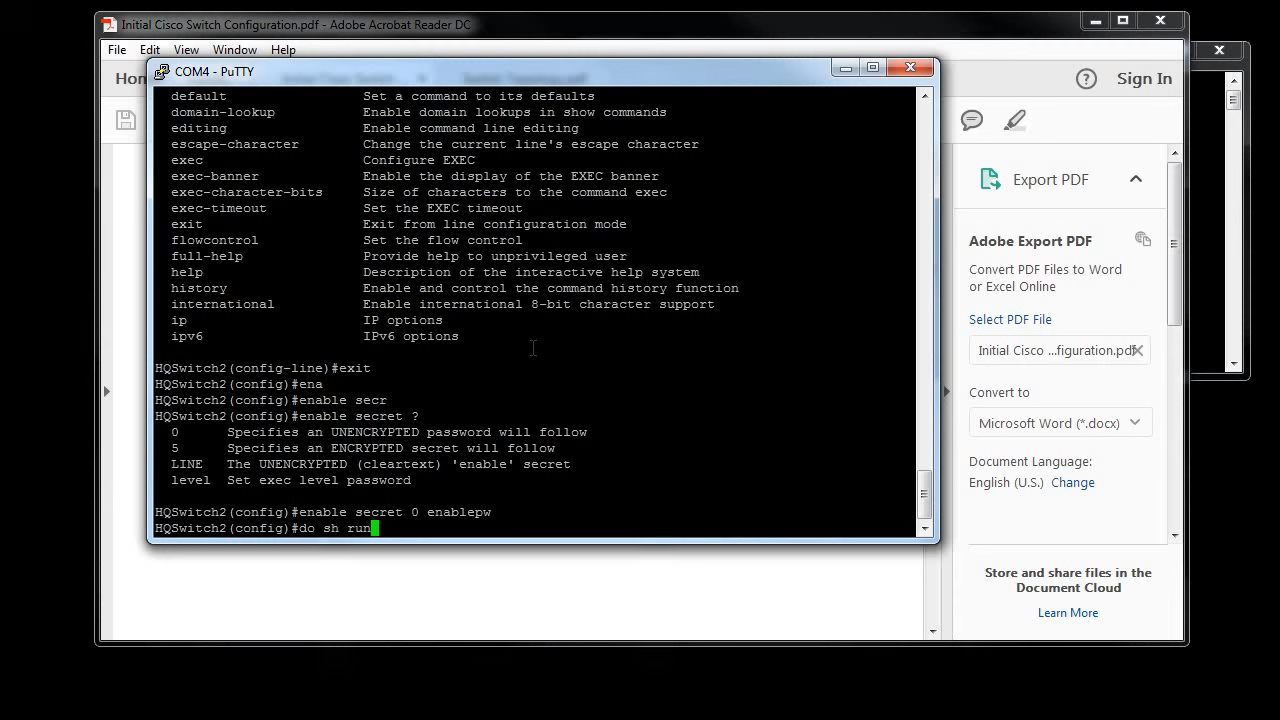 Initial Cisco Switch Configuration.pdf - Adobe Acrobat Reader DC
File Edit View Window Help
COM4 - PuTTY
Hom
Sign In
default Set a command to its defaults
domain-lookup Enable domain lookups in show commands
editing Enable command line editing
escape-character Change the current line's escape character
exec Configure EXEC
exec-banner Enable the display of the EXEC banner
exec-character-bits Size of characters to the command exec
exec-timeout Set the EXEC timeout
exit Exit from line configuration mode
flowcontrol Set the flow control
full-help Provide help to unprivileged user
help Description of the interactive help system
history Enable and control the command history function
international Enable international 8-bit character support
ip IP options
ipv6 IPv6 options
HQSwitch2(config-line)#exit
HQSwitch2(config)#ena
HQSwitch2(config)#enable secr
HQSwitch2(config)#enable secret ?
0 Specifies an UNENCRYPTED password will follow
5 Specifies an ENCRYPTED secret will follow
LINE The UNENCRYPTED (cleartext) 'enable' secret
level Set exec level password
HQSwitch2(config)#enable secret 0 enablepw
HQSwitch2(config)#do sh run
Export PDF
Adobe Export PDF
Convert PDF Files to Word
or Excel Online
Select PDF File
Initial Cisco ...figuration.pdf
Convert to
Microsoft Word (*.docx)
Document Language:
English (U.S.) Change
Store and share files in the
Document Cloud
Learn More